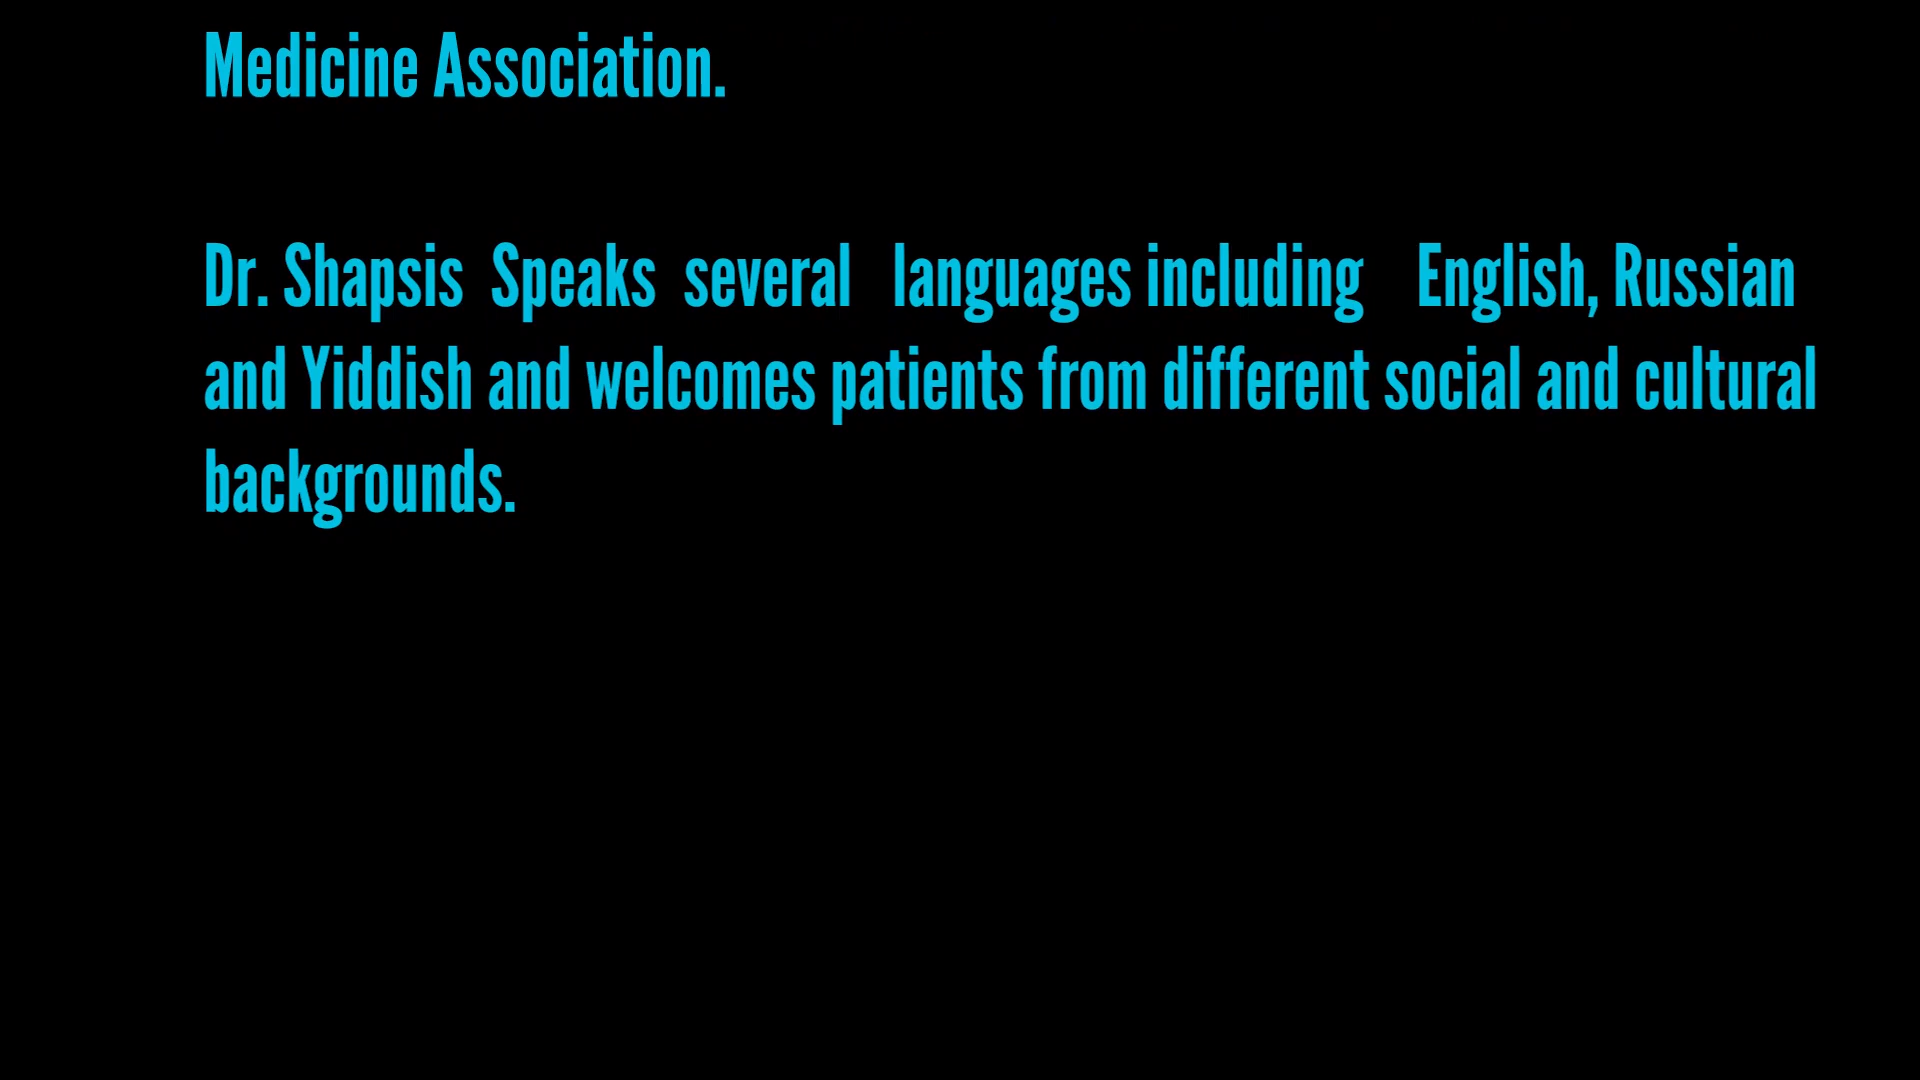 Medicine Association.
Dr. Shapsis  Speaks  several   languages including    English, Russian
and Yiddish and welcomes patients from different social and cultural
backgrounds.